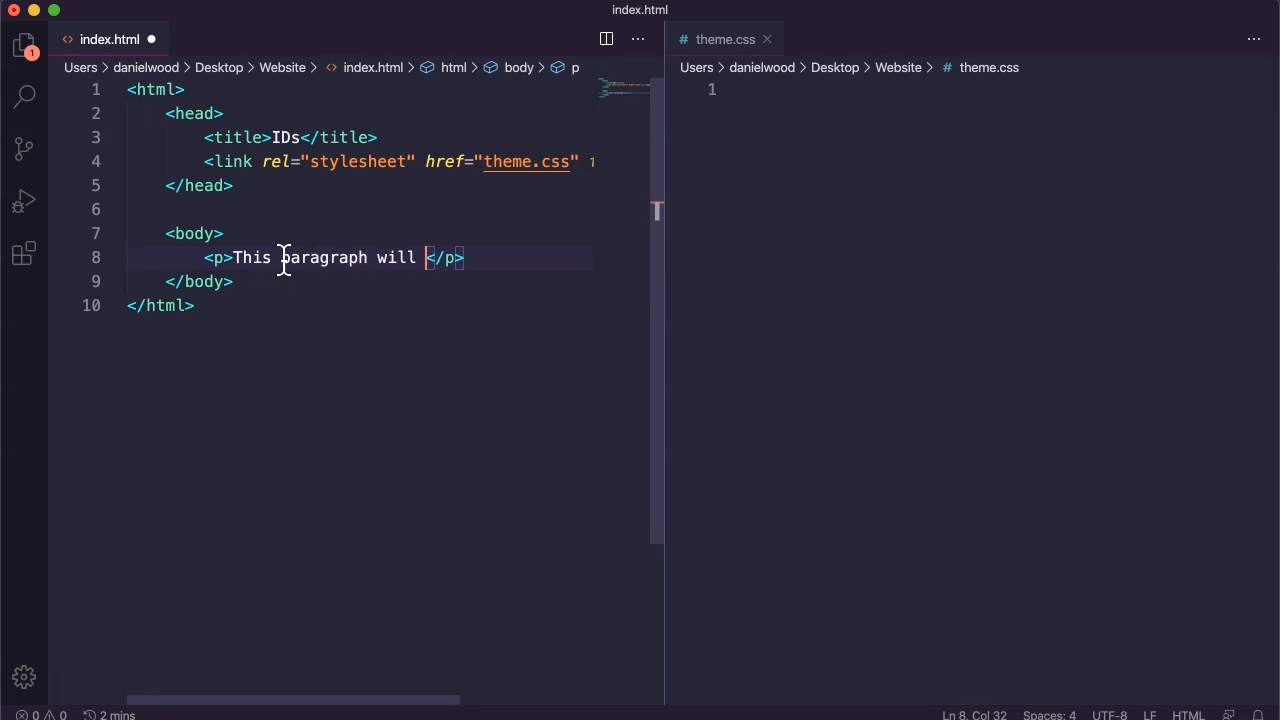 index.html
index.html
theme.css
1
Users > danielwood > Desktop > Website > index.html > html > body > p
Users > danielwood > Desktop > Website > # theme.css
1 <html>
2 <head>
3 <title>IDs</title>
4 <link rel="stylesheet" href="theme.css" t
5 </head>
6
7 <body>
8 <p>This paragraph will </p>
9 </body>
10 </html>
1
0 0 2 mins
Ln 8, Col 32 Spaces: 4 UTF-8 LF HTML